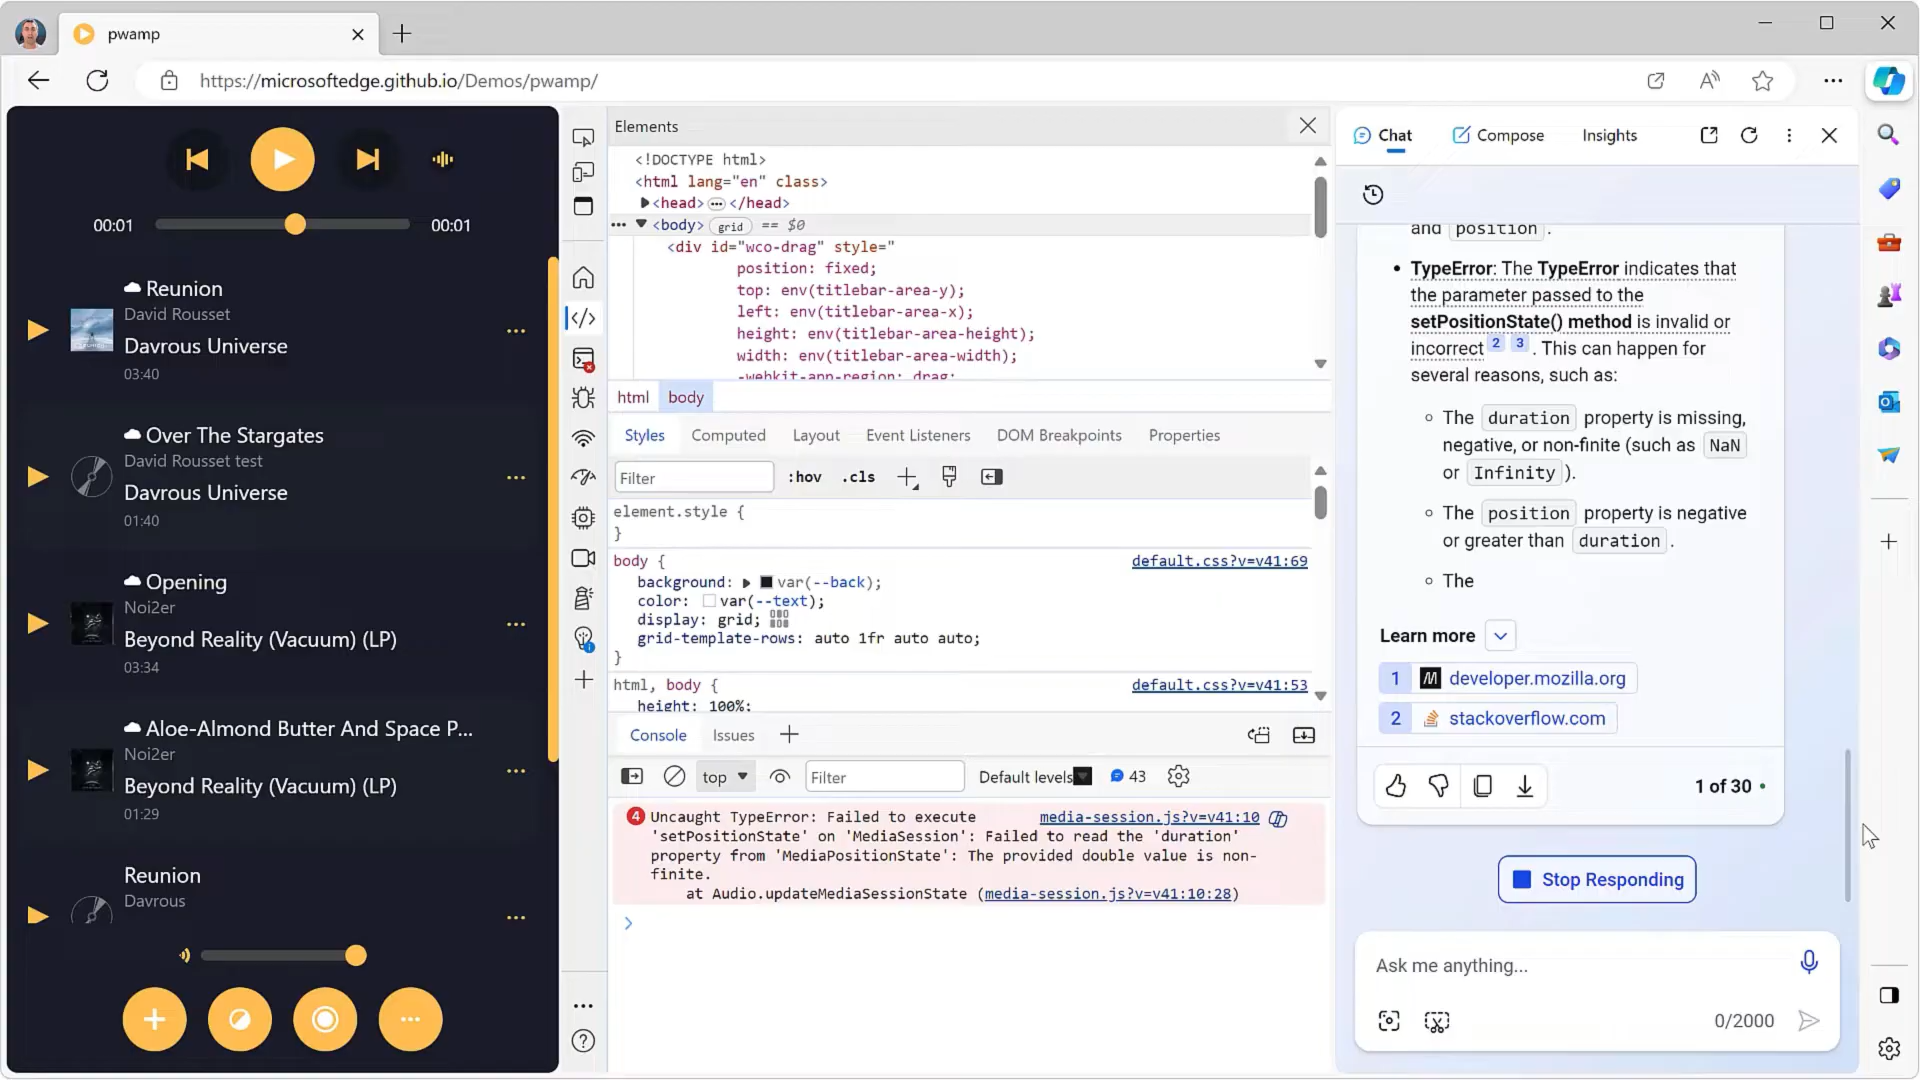 pwamp
https://microsoftedge.github.io/Demos/pwamp/
00:01
00:01
Reunion
David Rousset
Davrous Universe
03:40
Over The Stargates
David Rousset test
Davrous Universe
01:40
Opening
Noi2er
Beyond Reality (Vacuum) (LP)
03:34
Aloe-Almond Butter And Space P...
Noi2er
Beyond Reality (Vacuum) (LP)
01:29
Reunion
Davrous
Elements
<!DOCTYPE html>
<html lang="en" class>
<head> ... </head>
... <body> grid == $0
<div id="wco-drag" style="
position: fixed;
top: env(titlebar-area-y);
left: env(titlebar-area-x);
height: env(titlebar-area-height);
width: env(titlebar-area-width);
-webkit-app-region: drag;
html body
Styles Computed Layout Event Listeners DOM Breakpoints Properties
Filter :hov .cls
element.style {
}
body { default.css?v=v41:69
background: var(--back);
color: var(--text);
display: grid;
grid-template-rows: auto 1fr auto auto;
}
html, body { default.css?v=v41:53
height: 100%;
Console Issues
top Filter Default levels 43
4 Uncaught TypeError: Failed to execute media-session.js?v=v41:10
'setPositionState' on 'MediaSession': Failed to read the 'duration'
property from 'MediaPositionState': The provided double value is non-
finite.
at Audio.updateMediaSessionState (media-session.js?v=v41:10:28)
Chat Compose Insights
and position .
• TypeError: The TypeError indicates that
the parameter passed to the
setPositionState() method is invalid or
incorrect 2 3 . This can happen for
several reasons, such as:
The duration property is missing,
negative, or non-finite (such as NaN
or Infinity ).
The position property is negative
or greater than duration .
The
Learn more
1 developer.mozilla.org
2 stackoverflow.com
1 of 30
Stop Responding
Ask me anything...
0/2000